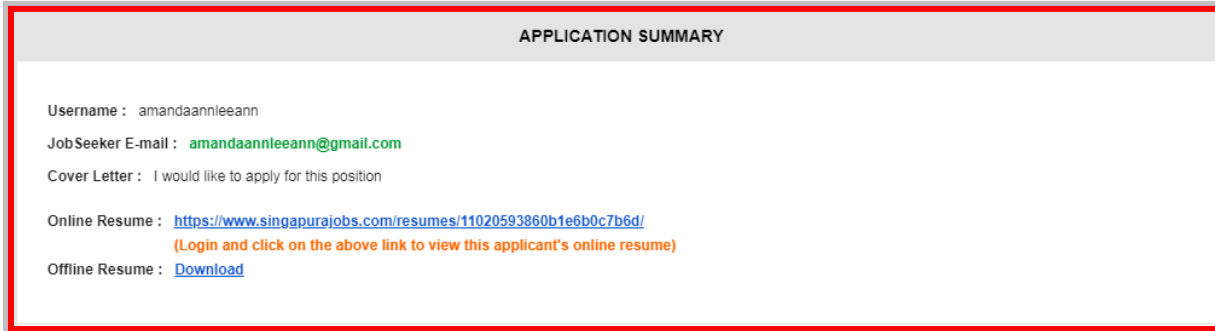 APPLICATION SUMMARY
Username : amandaannleeann
JobSeeker E-mail : amandaannleeann@gmail.com
Cover Letter : I would like to apply for this position
Online Resume : https://www.singapurajobs.com/resumes/11020593860b1e6b0c7b6d/
(Login and click on the above link to view this applicant's online resume)
Offline Resume : Download